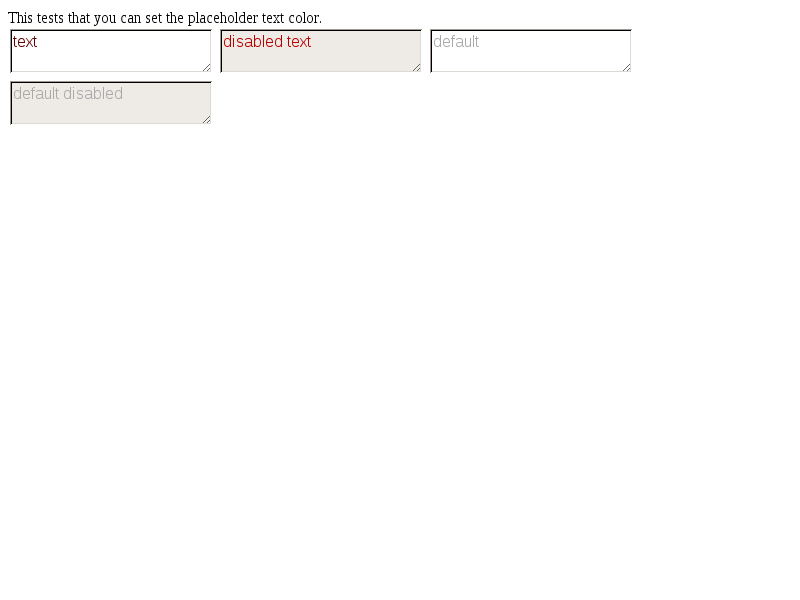 This tests that you can set the placeholder text color.
text disabled text default
default disabled